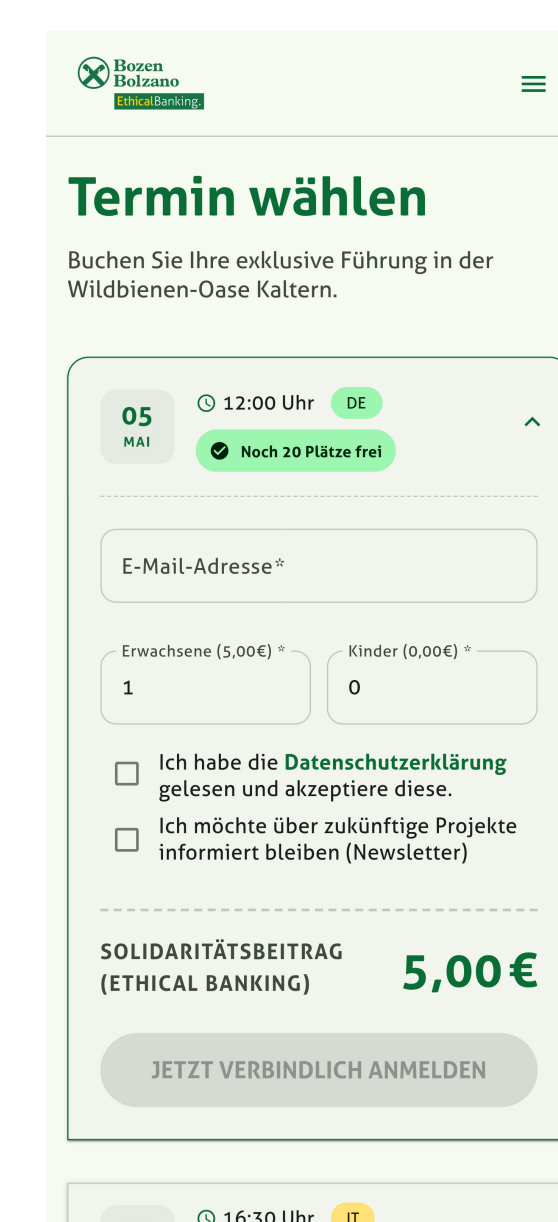 Bozen
Bolzano
EthicalBanking.
Termin wählen
Buchen Sie Ihre exklusive Führung in der
Wildbienen-Oase Kaltern.
05
MAI
12:00 Uhr DE
Noch 20 Plätze frei
E-Mail-Adresse*
Erwachsene (5,00€) * Kinder (0,00€) *
1 0
Ich habe die Datenschutzerklärung
gelesen und akzeptiere diese.
Ich möchte über zukünftige Projekte
informiert bleiben (Newsletter)
SOLIDARITÄTSBEITRAG
(ETHICAL BANKING)
5,00 €
JETZT VERBINDLICH ANMELDEN
16:30 Uhr IT